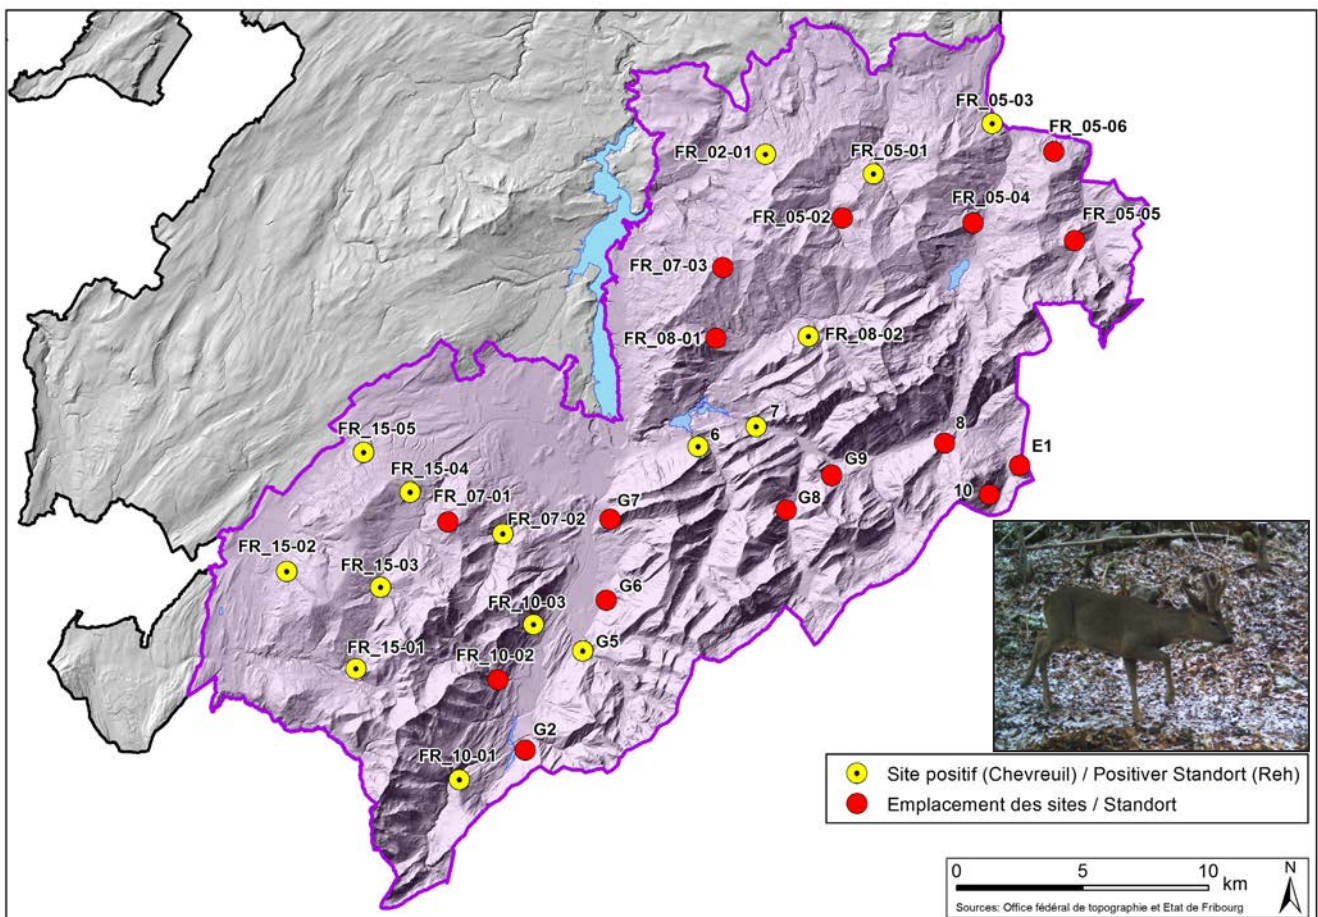 FR_05-03
FR_05-06
FR_02-01
FR_05-01
FR_05-02
FR_05-04
FR_05-05
FR_07-03
FR_08-01
FR_08-02
7
6
8
E1
G9
10
G8
G7
FR_15-05
FR_15-04
FR_07-01
FR_07-02
FR_15-02
FR_15-03
G6
FR_10-03
G5
FR_15-01
FR_10-02
G2
FR_10-01
Site positif (Chevreuil) / Positiver Standort (Reh)
Emplacement des sites / Standort
0 5 10 km
N
Sources: Office fédéral de topographie et Etat de Fribourg